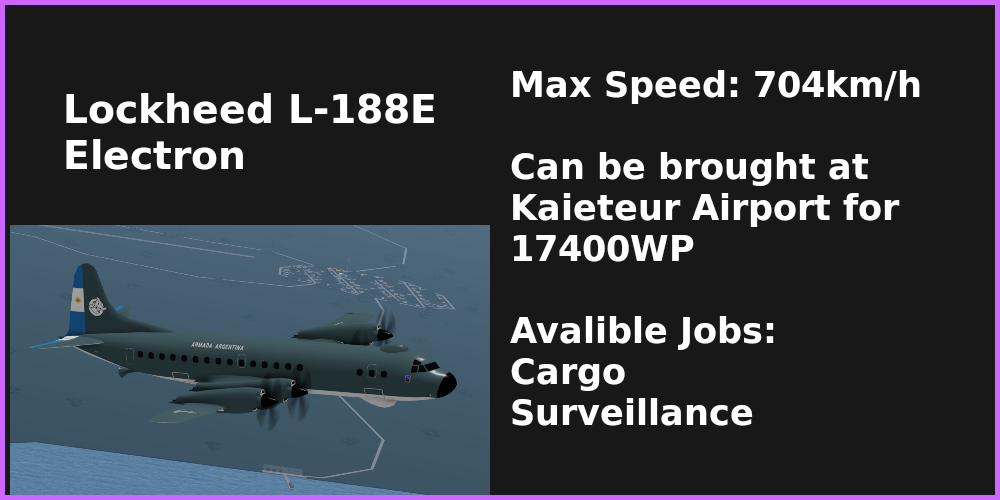 Lockheed L-188E
Electron
Max Speed: 704km/h
Can be brought at
Kaieteur Airport for
17400WP
Avalible Jobs:
Cargo
Surveillance
ARMADA ARGENTINA